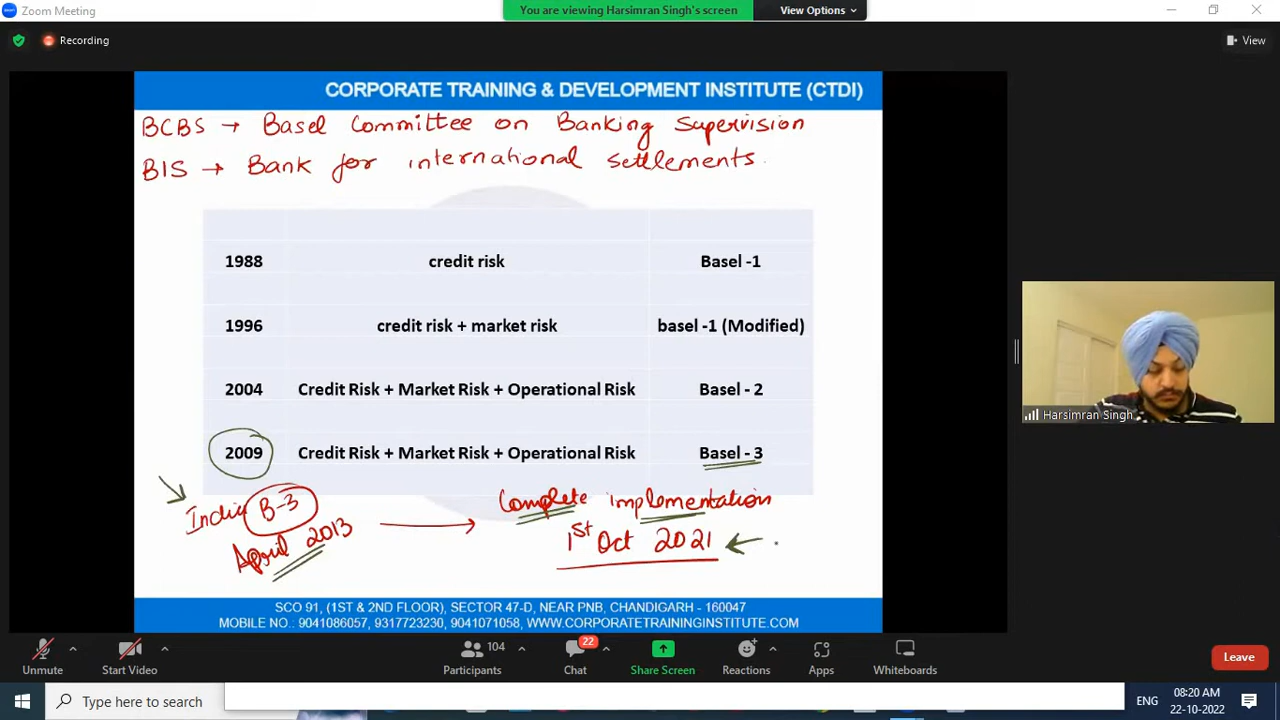 Zoom Meeting
You are viewing Harsimran Singh's screen
View Options
Recording
View
CORPORATE TRAINING & DEVELOPMENT INSTITUTE (CTDI)
BCBS → Basel Committee on Banking Supervision
BIS → Bank for international settlements.
1988 credit risk Basel -1
1996 credit risk + market risk basel -1 (Modified)
2004 Credit Risk + Market Risk + Operational Risk Basel - 2
2009 Credit Risk + Market Risk + Operational Risk Basel - 3
India B-3
April 2013
Complete implementation
1st Oct 2021
Harsimran Singh
SCO 91, (1ST & 2ND FLOOR), SECTOR 47-D, NEAR PNB, CHANDIGARH - 160047
MOBILE NO.: 9041086057, 9317723230, 9041071058, WWW.CORPORATETRAININGINSTITUTE.COM
Unmute
Start Video
104
Participants
22
Chat
Share Screen
Reactions
Apps
Whiteboards
Leave
Type here to search
ENG
08:20 AM
22-10-2022